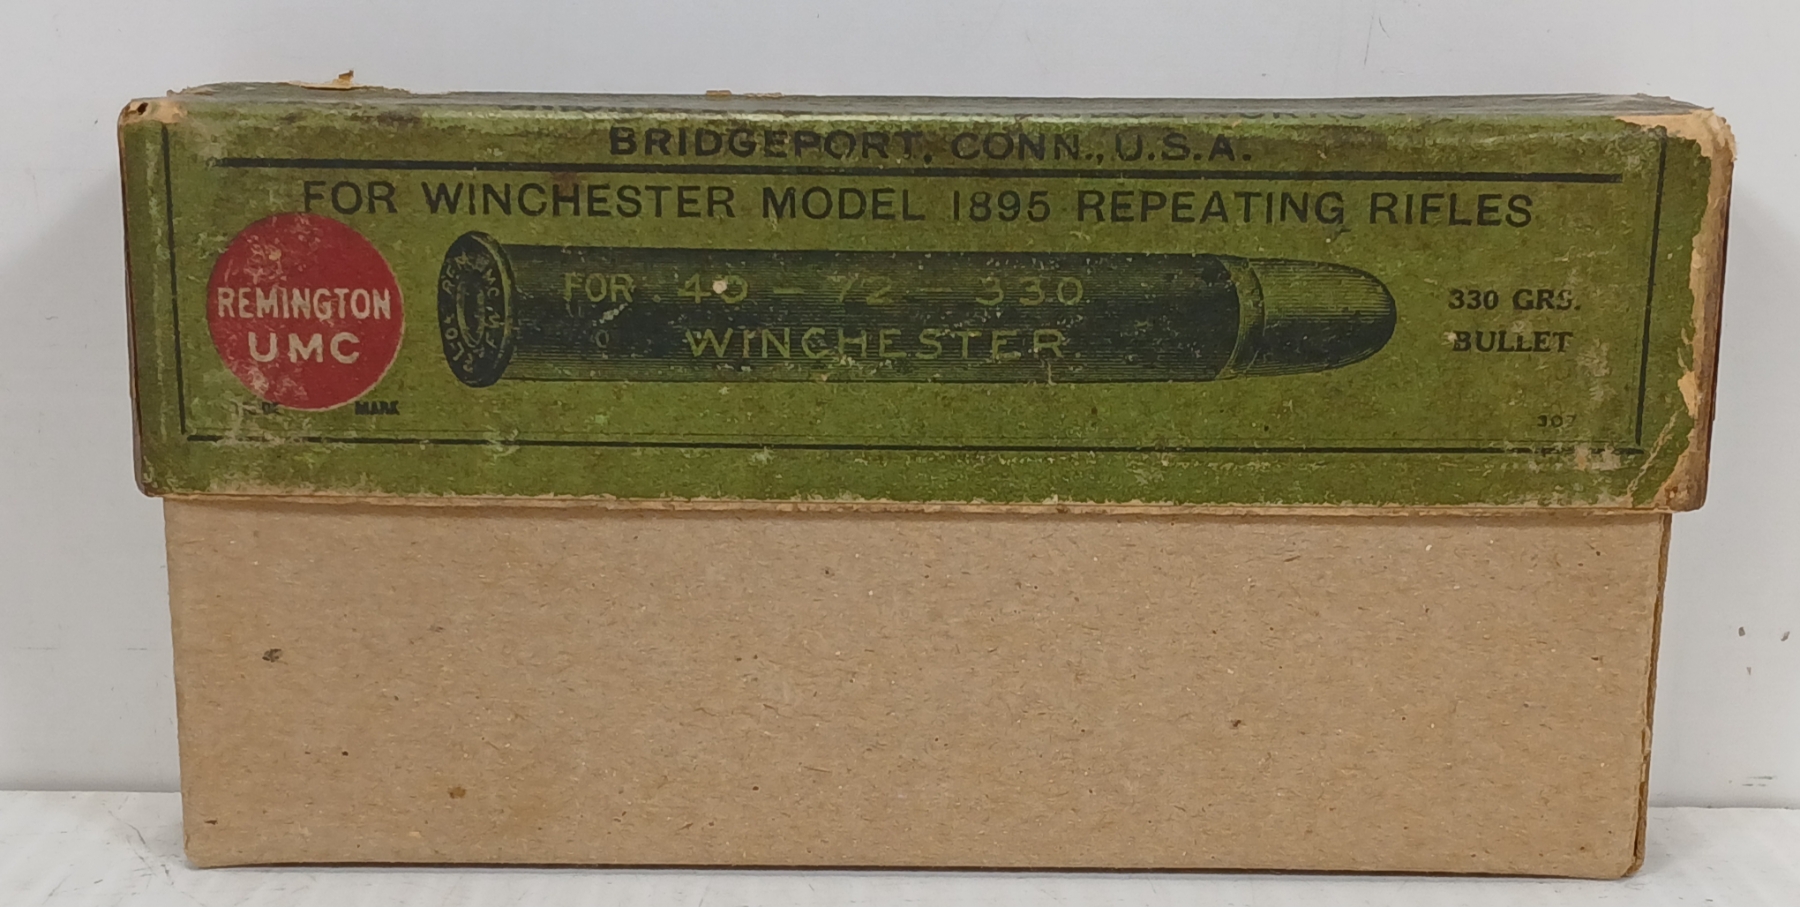 BRIDGEPORT, CONN., U.S.A.
FOR WINCHESTER MODEL 1895 REPEATING RIFLES
REMINGTON
UMC
MARK
FOR 40-72-330
WINCHESTER.
330 GRS.
BULLET
307